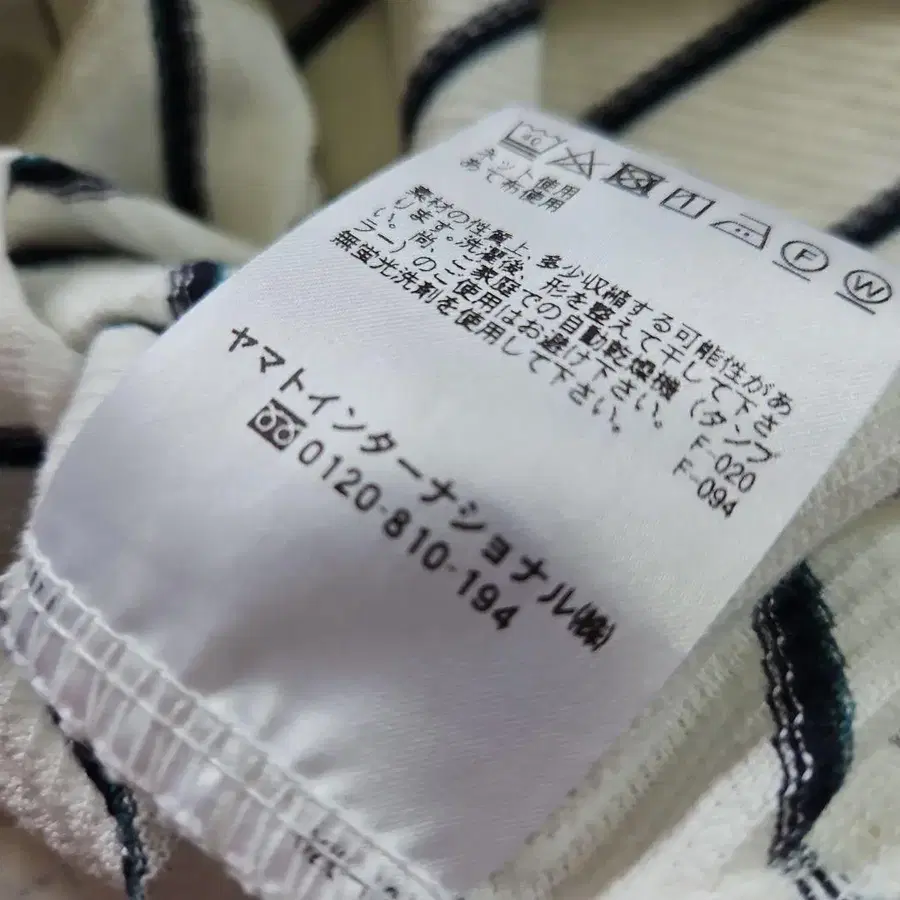 40 F W
ネット使用
あて布使用
素材の性質上、多少収縮する可能性があ
ります。洗濯後、形を整えて干して下さ
い。尚、ご家庭での自動乾燥機（タンブ
ラー）のご使用はお避け下さい。 F-020
無蛍光洗剤を使用して下さい。 F-094
ヤマトインターナショナル㈱
0120-810-194